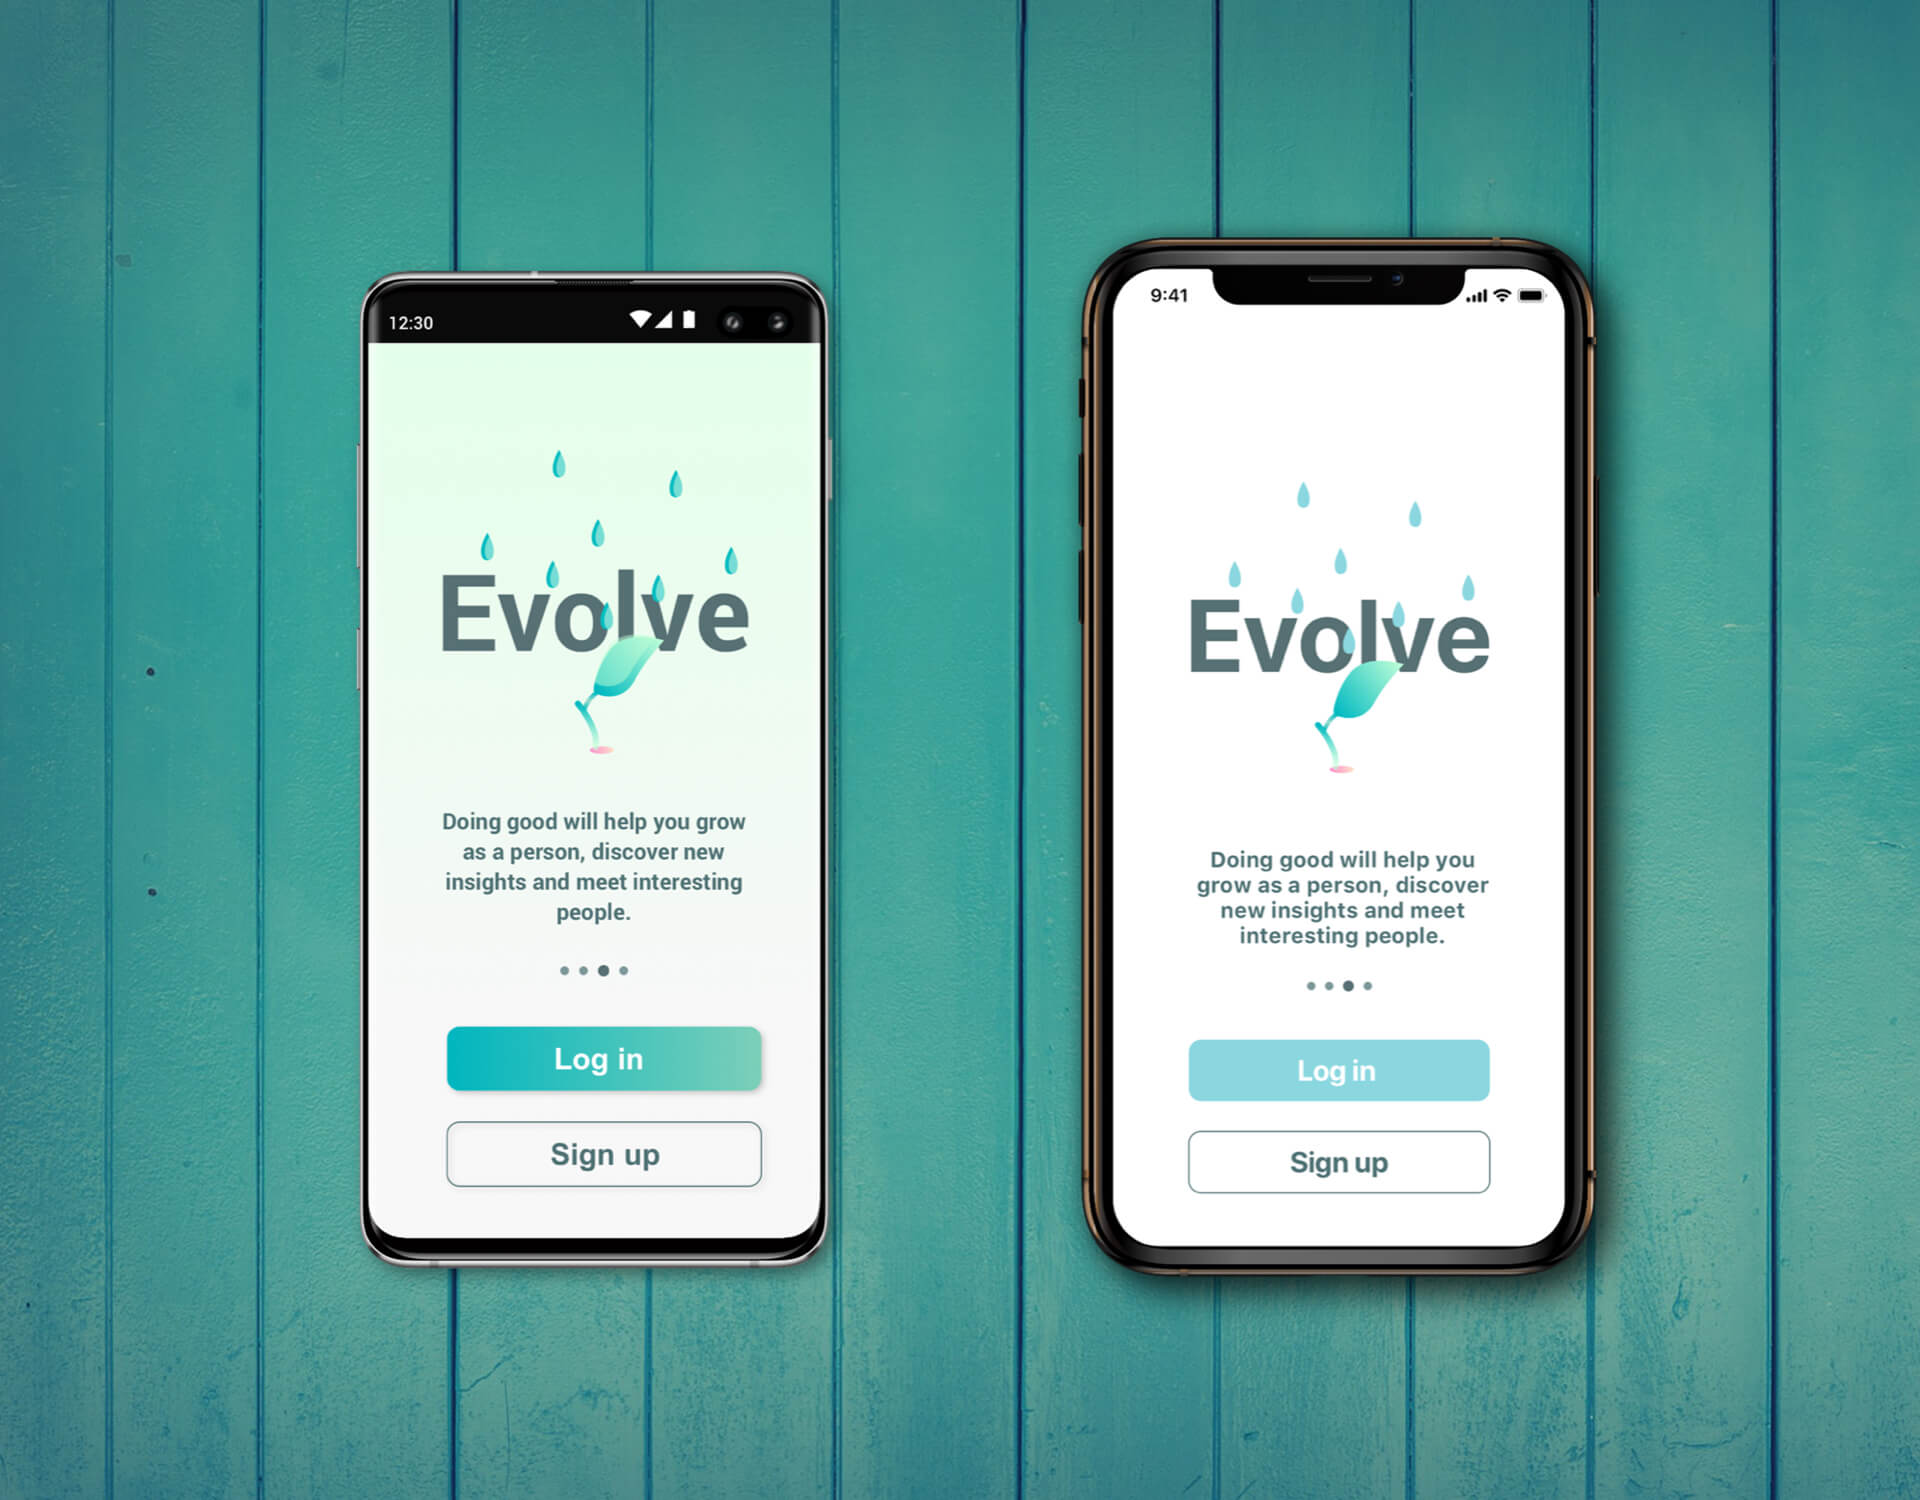 12:30
Evolve
Doing good will help you grow
as a person, discover new
insights and meet interesting
people.
Log in
Sign up
9:41
Evolve
Doing good will help you
grow as a person, discover
new insights and meet
interesting people.
Log in
Sign up